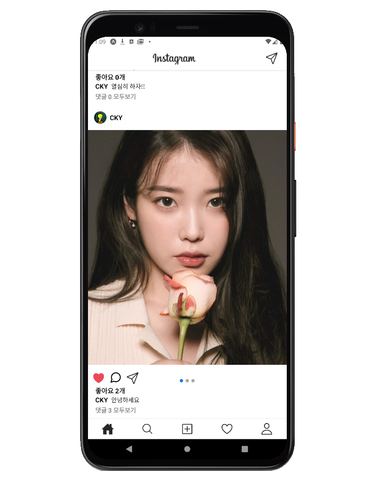 :09
Instagram
좋아요 0개
CKY 열심히 하자!!
댓글 0 모두보기
CKY
좋아요 2개
CKY 안녕하세요
댓글 3 모두보기